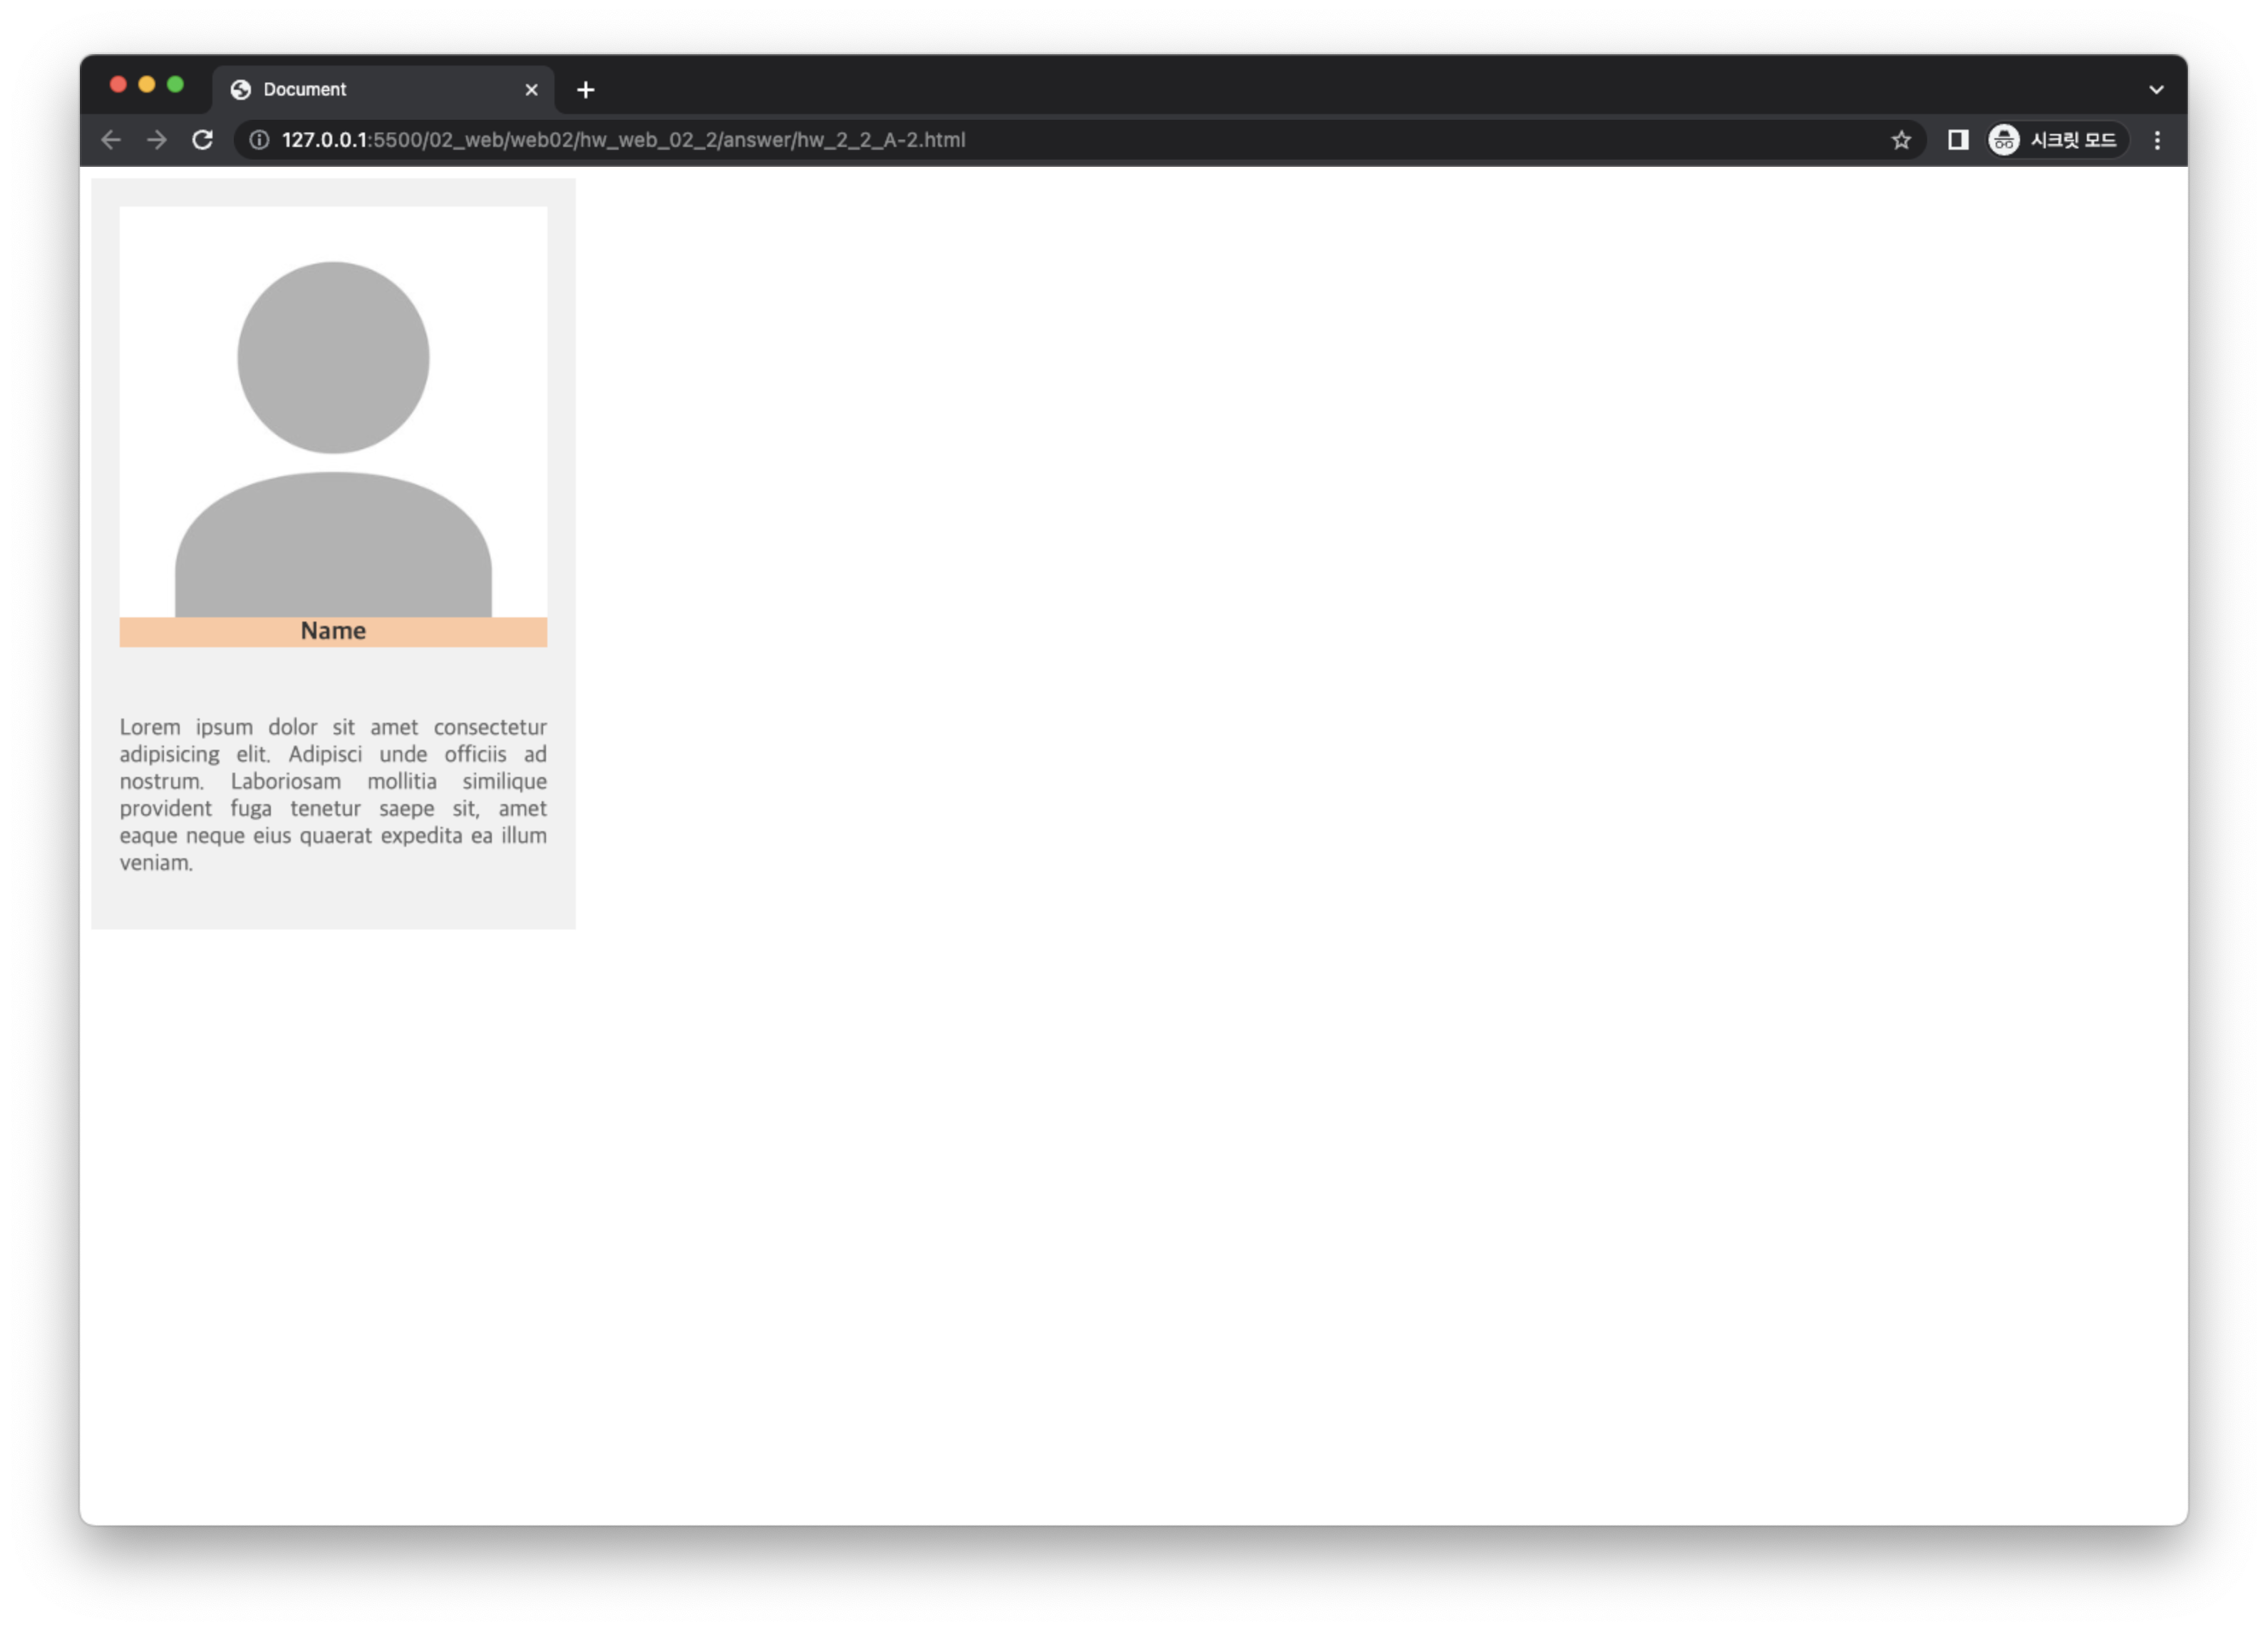 Document
127.0.0.1:5500/02_web/web02/hw_web_02_2/answer/hw_2_2_A-2.html
시크릿 모드
Name
Lorem ipsum dolor sit amet consectetur
adipisicing elit. Adipisci unde officiis ad
nostrum. Laboriosam mollitia similique
provident fuga tenetur saepe sit, amet
eaque neque eius quaerat expedita ea illum
veniam.